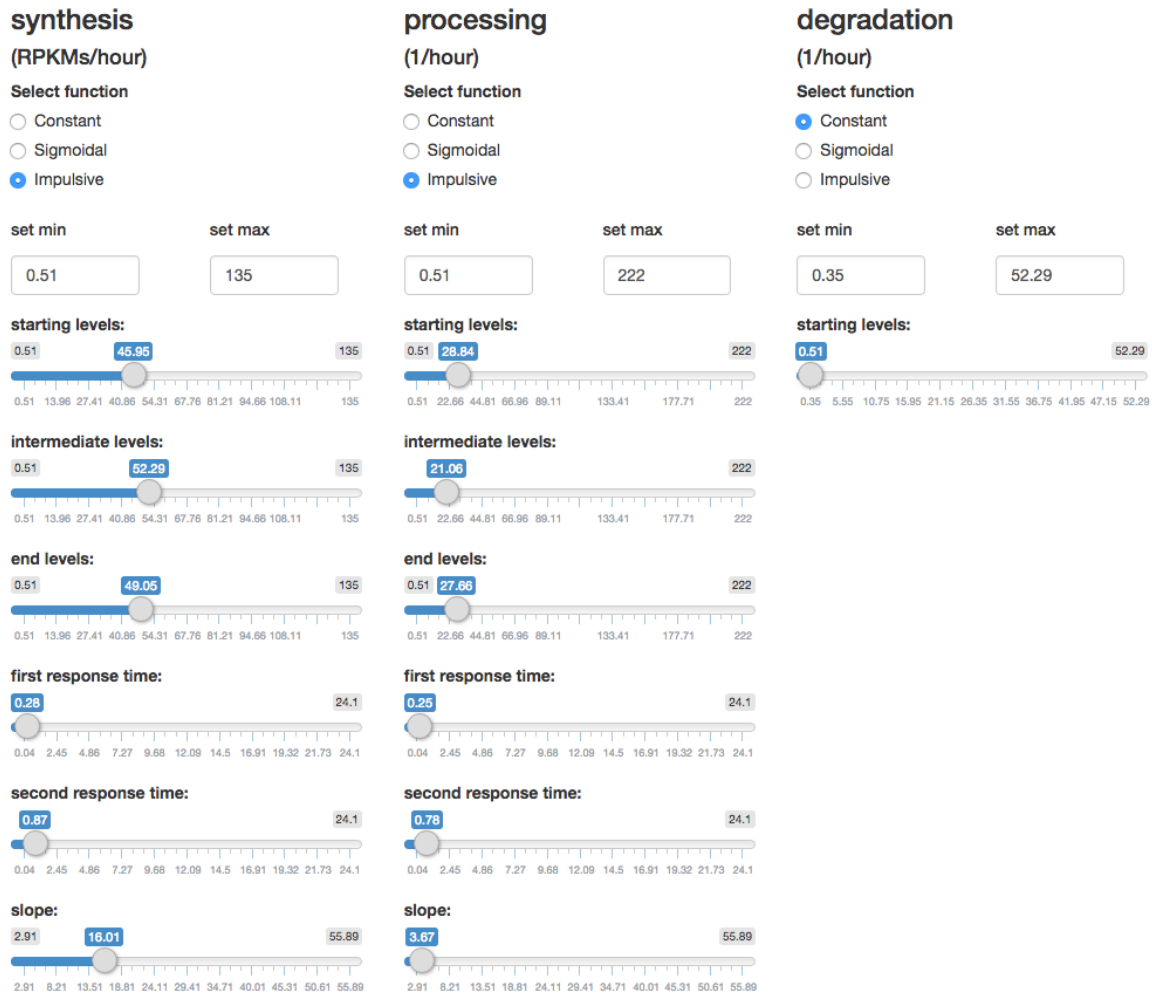 synthesis
(RPKMs/hour)
Select function
Constant
Sigmoidal
Impulsive
set min set max
0.51 135
starting levels:
0.51 45.95 135
0.51 13.96 27.41 40.86 54.31 67.76 81.21 94.66 108.11 135
intermediate levels:
0.51 52.29 135
0.51 13.96 27.41 40.86 54.31 67.76 81.21 94.66 108.11 135
end levels:
0.51 49.05 135
0.51 13.96 27.41 40.86 54.31 67.76 81.21 94.66 108.11 135
first response time:
0.28 24.1
0.04 2.45 4.86 7.27 9.68 12.09 14.5 16.91 19.32 21.73 24.1
second response time:
0.87 24.1
0.04 2.45 4.86 7.27 9.68 12.09 14.5 16.91 19.32 21.73 24.1
slope:
2.91 16.01 55.89
2.91 8.21 13.51 18.81 24.11 29.41 34.71 40.01 45.31 50.61 55.89
processing
(1/hour)
Select function
Constant
Sigmoidal
Impulsive
set min set max
0.51 222
starting levels:
0.51 28.84 222
0.51 22.66 44.81 66.96 89.11 133.41 177.71 222
intermediate levels:
21.06 222
0.51 22.66 44.81 66.96 89.11 133.41 177.71 222
end levels:
0.51 27.66 222
0.51 22.66 44.81 66.96 89.11 133.41 177.71 222
first response time:
0.25 24.1
0.04 2.45 4.86 7.27 9.68 12.09 14.5 16.91 19.32 21.73 24.1
second response time:
0.78 24.1
0.04 2.45 4.86 7.27 9.68 12.09 14.5 16.91 19.32 21.73 24.1
slope:
3.67 55.89
2.91 8.21 13.51 18.81 24.11 29.41 34.71 40.01 45.31 50.61 55.89
degradation
(1/hour)
Select function
Constant
Sigmoidal
Impulsive
set min set max
0.35 52.29
starting levels:
0.51 52.29
0.35 5.55 10.75 15.95 21.15 26.35 31.55 36.75 41.95 47.15 52.29